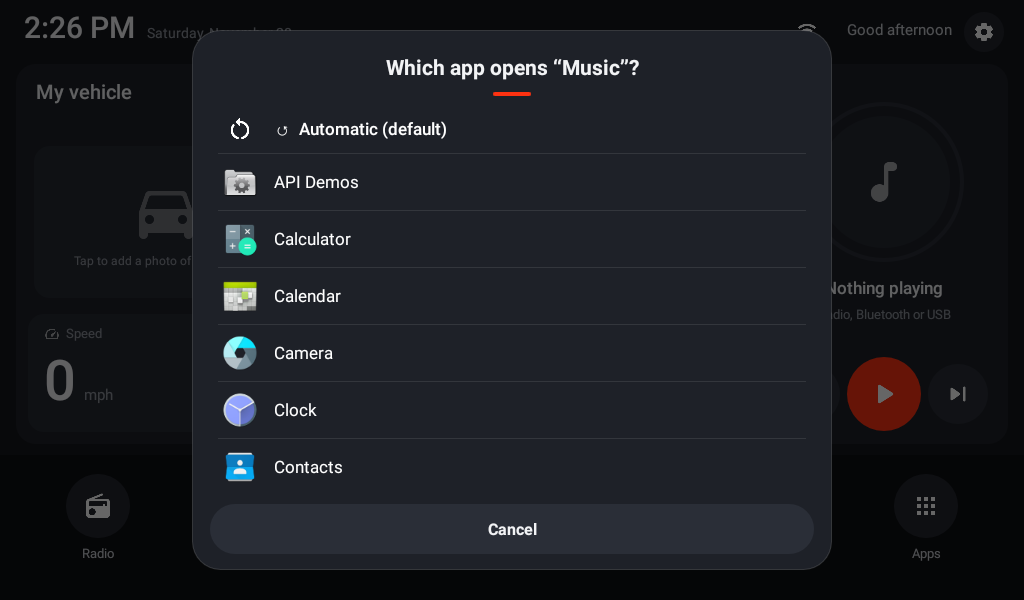 2:26 PM
Good afternoon
Which app opens “Music”?
My vehicle
Automatic (default)
API Demos
Calculator
Calendar
Camera
Clock
Contacts
Cancel
Tap to add a photo of
Nothing playing
Bluetooth or USB
Speed
0 mph
Radio
Apps